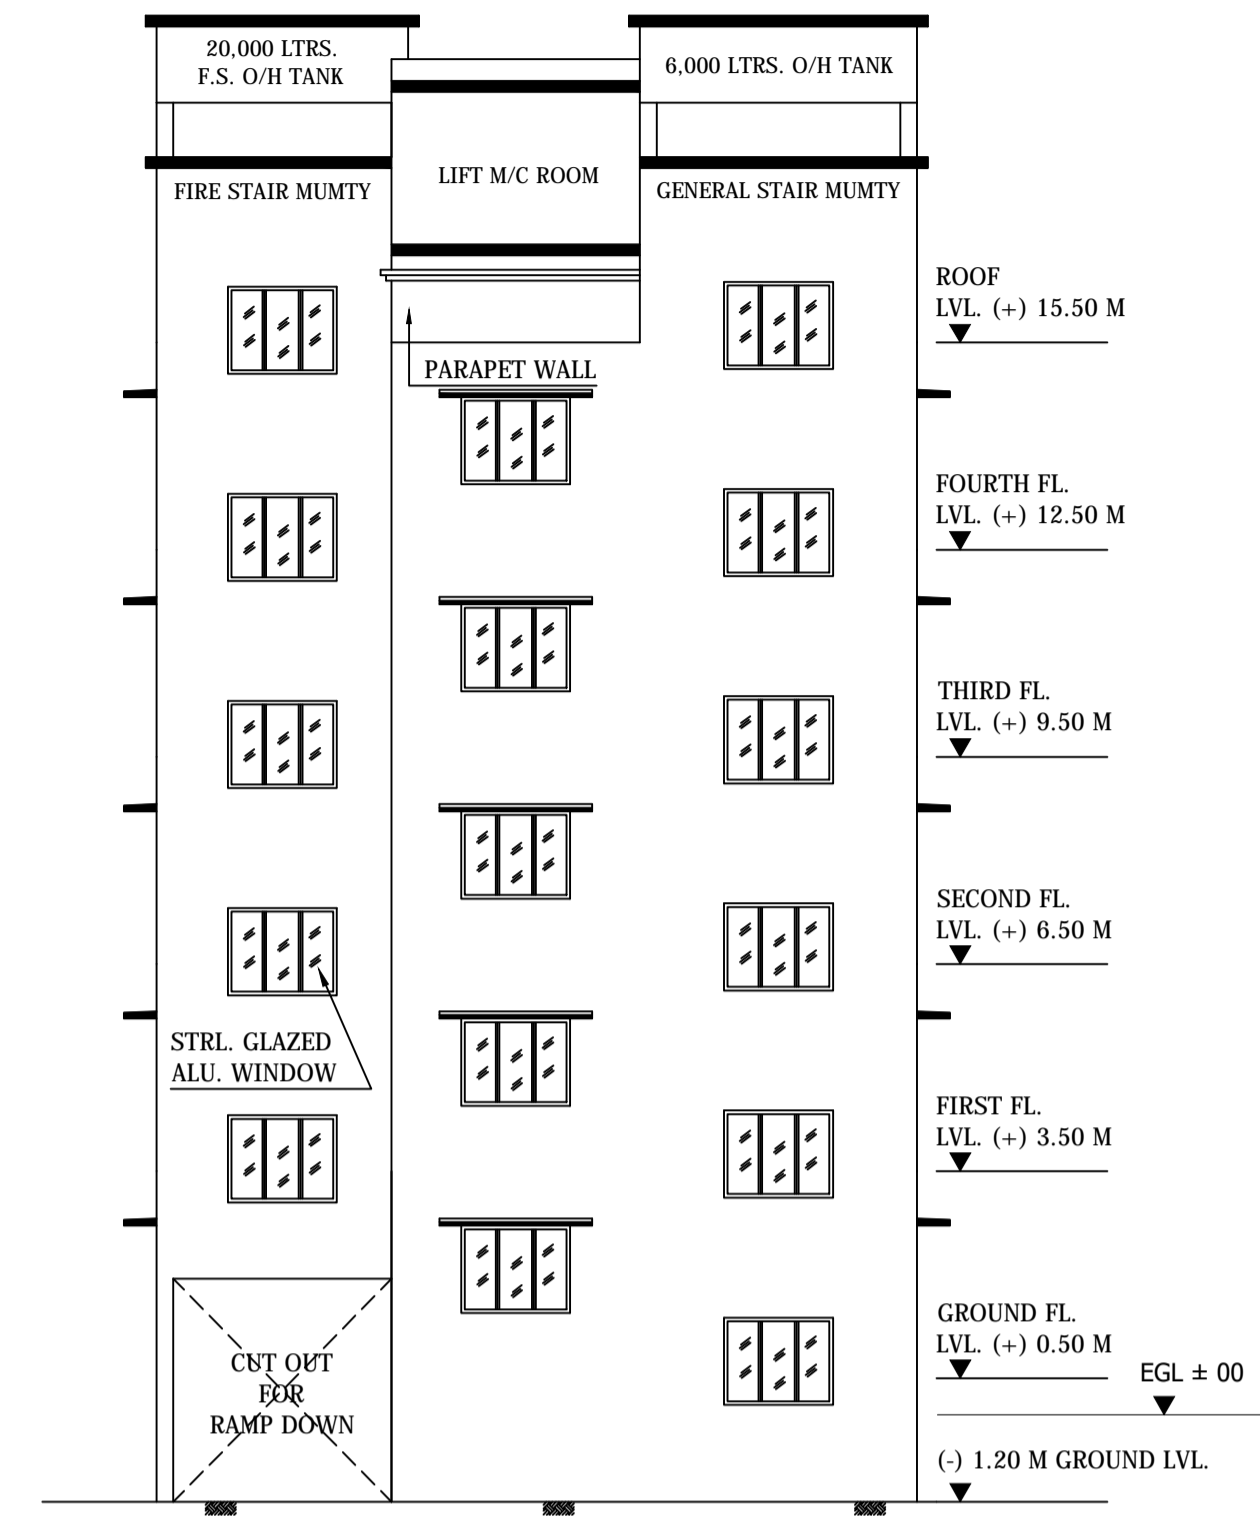 20,000 LTRS.
F.S. O/H TANK
6,000 LTRS. O/H TANK
LIFT M/C ROOM
FIRE STAIR MUMTY
GENERAL STAIR MUMTY
ROOF
LVL. (+) 15.50 M
PARAPET WALL
FOURTH FL.
LVL. (+) 12.50 M
THIRD FL.
LVL. (+) 9.50 M
SECOND FL.
LVL. (+) 6.50 M
STRL. GLAZED
ALU. WINDOW
FIRST FL.
LVL. (+) 3.50 M
GROUND FL.
LVL. (+) 0.50 M
EGL ± 00
CUT OUT
FOR
RAMP DOWN
(-) 1.20 M GROUND LVL.